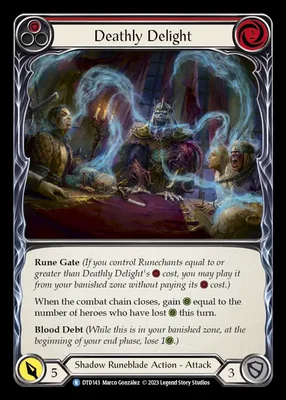 Deathly Delight
Rune Gate (If you control Runechants equal to or
greater than Deathly Delight's cost, you may play it
from your banished zone without paying its cost.)
When the combat chain closes, gain equal to the
number of heroes who have lost this turn.
Blood Debt (While this is in your banished zone, at the
beginning of your end phase, lose 1.)
5
Shadow Runeblade Action - Attack
3
R DTD143 Marco González © 2023 Legend Story Studios